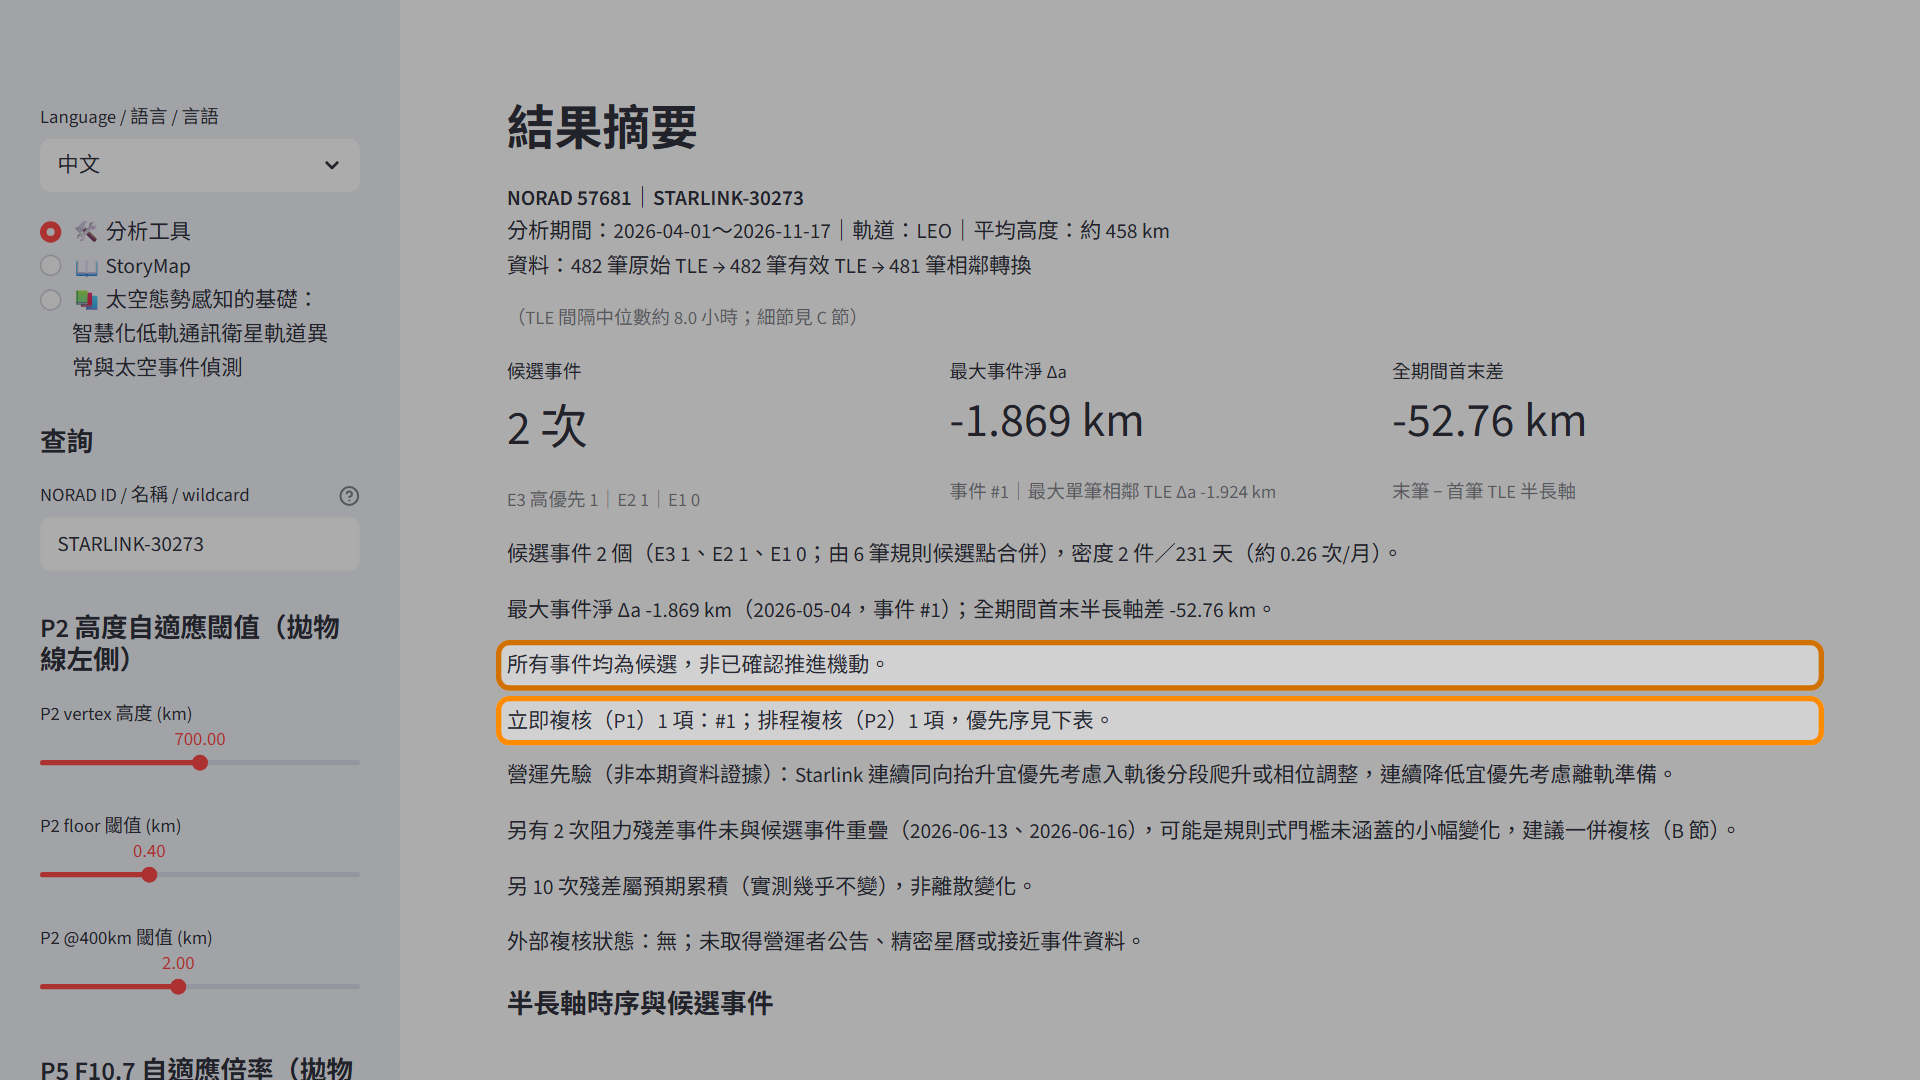 Language / 語言 / 言語
中文
🛠️ 分析工具
📖 StoryMap
📚 太空態勢感知的基礎：
智慧化低軌通訊衛星軌道異
常與太空事件偵測
查詢
NORAD ID / 名稱 / wildcard
STARLINK-30273
P2 高度自適應閾值（拋物
線左側）
P2 vertex 高度 (km)
700.00
P2 floor 閾值 (km)
0.40
P2 @400km 閾值 (km)
2.00
P5 F10.7 自適應倍率（拋物
結果摘要
NORAD 57681｜STARLINK-30273
分析期間：2026-04-01～2026-11-17｜軌道：LEO｜平均高度：約 458 km
資料：482 筆原始 TLE → 482 筆有效 TLE → 481 筆相鄰轉換
（TLE 間隔中位數約 8.0 小時；細節見 C 節）
候選事件
2 次
E3 高優先 1｜E2 1｜E1 0
最大事件淨 Δa
-1.869 km
事件 #1｜最大單筆相鄰 TLE Δa -1.924 km
全期間首末差
-52.76 km
末筆 − 首筆 TLE 半長軸
候選事件 2 個（E3 1、E2 1、E1 0；由 6 筆規則候選點合併），密度 2 件／231 天（約 0.26 次/月）。
最大事件淨 Δa -1.869 km（2026-05-04，事件 #1）；全期間首末半長軸差 -52.76 km。
所有事件均為候選，非已確認推進機動。
立即複核（P1）1 項：#1；排程複核（P2）1 項，優先序見下表。
營運先驗（非本期資料證據）：Starlink 連續同向抬升宜優先考慮入軌後分段爬升或相位調整，連續降低宜優先考慮離軌準備。
另有 2 次阻力殘差事件未與候選事件重疊（2026-06-13、2026-06-16），可能是規則式門檻未涵蓋的小幅變化，建議一併複核（B 節）。
另 10 次殘差屬預期累積（實測幾乎不變），非離散變化。
外部複核狀態：無；未取得營運者公告、精密星曆或接近事件資料。
半長軸時序與候選事件